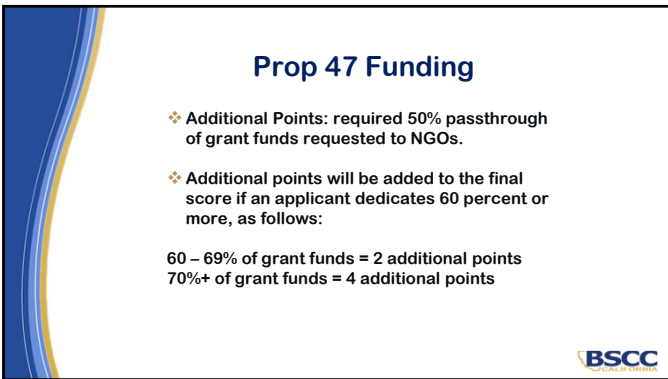 Prop 47 Funding
❖ Additional Points: required 50% passthrough
of grant funds requested to NGOs.
❖ Additional points will be added to the final
score if an applicant dedicates 60 percent or
more, as follows:
60 – 69% of grant funds = 2 additional points
70%+ of grant funds = 4 additional points
BSCC
CALIFORNIA